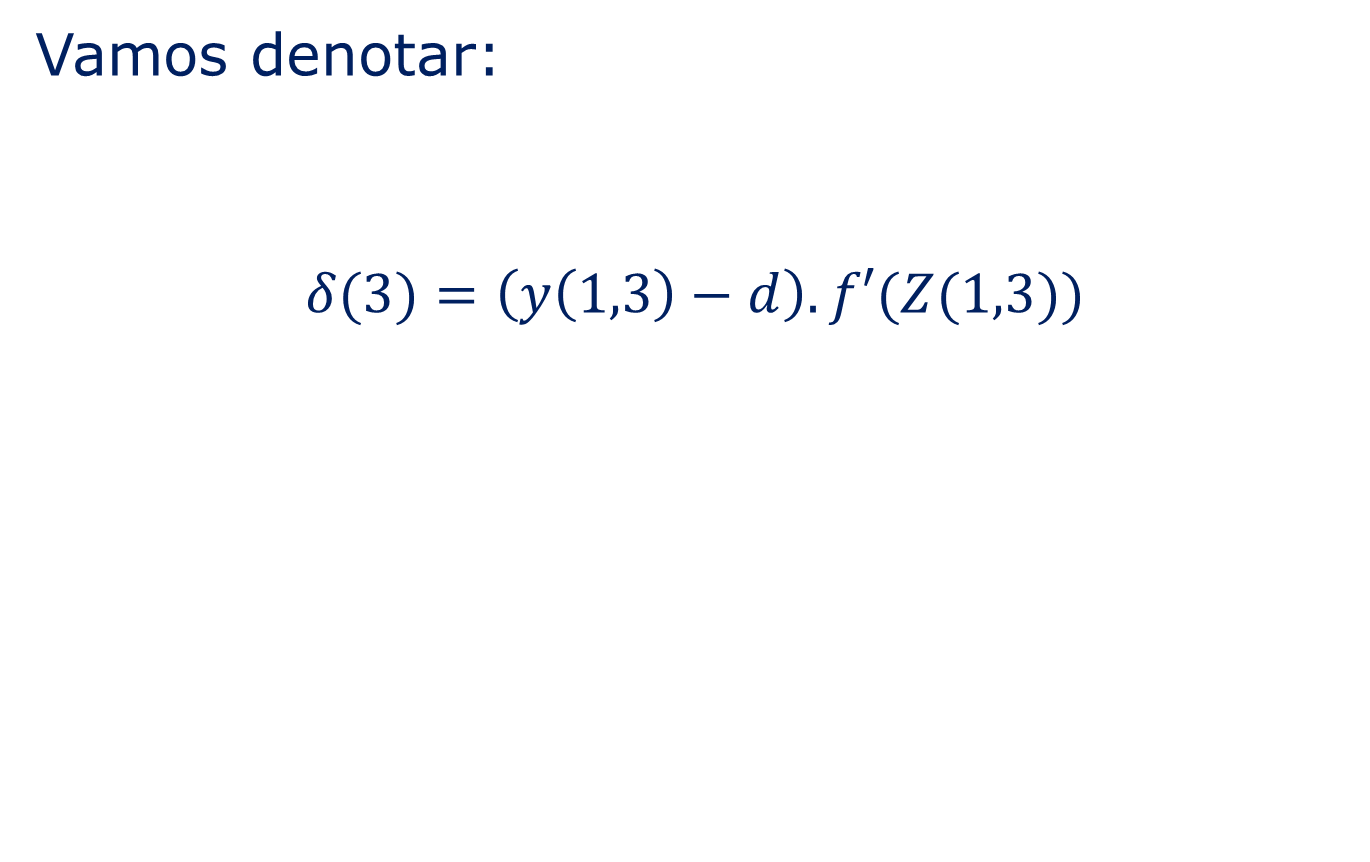 Vamos denotar:
δ(3) = (y(1,3) − d). f′(Z(1,3))